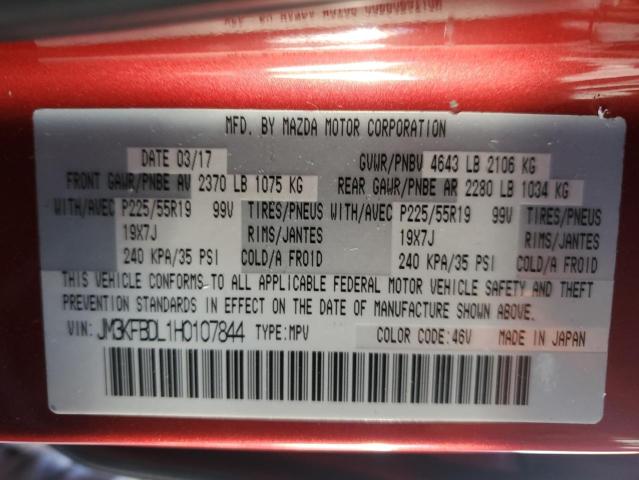 MFD. BY MAZDA MOTOR CORPORATION
DATE 03/17 GVWR/PNBV 4643 LB 2106 KG
FRONT GAWR/PNBE AV 2370 LB 1075 KG REAR GAWR/PNBE AR 2280 LB 1034 KG
WITH/AVEC P225/55R19 99V TIRES/PNEUS WITH/AVEC P225/55R19 99V TIRES/PNEUS
19X7J RIMS/JANTES 19X7J RIMS/JANTES
240 KPA/35 PSI COLD/A FROID 240 KPA/35 PSI COLD/A FROID
THIS VEHICLE CONFORMS TO ALL APPLICABLE FEDERAL MOTOR VEHICLE SAFETY AND THEFT
PREVENTION STANDARDS IN EFFECT ON THE DATE OF MANUFACTURE SHOWN ABOVE.
VIN: JM3KFBDL1H0107844 TYPE: MPV COLOR CODE: 46V MADE IN JAPAN